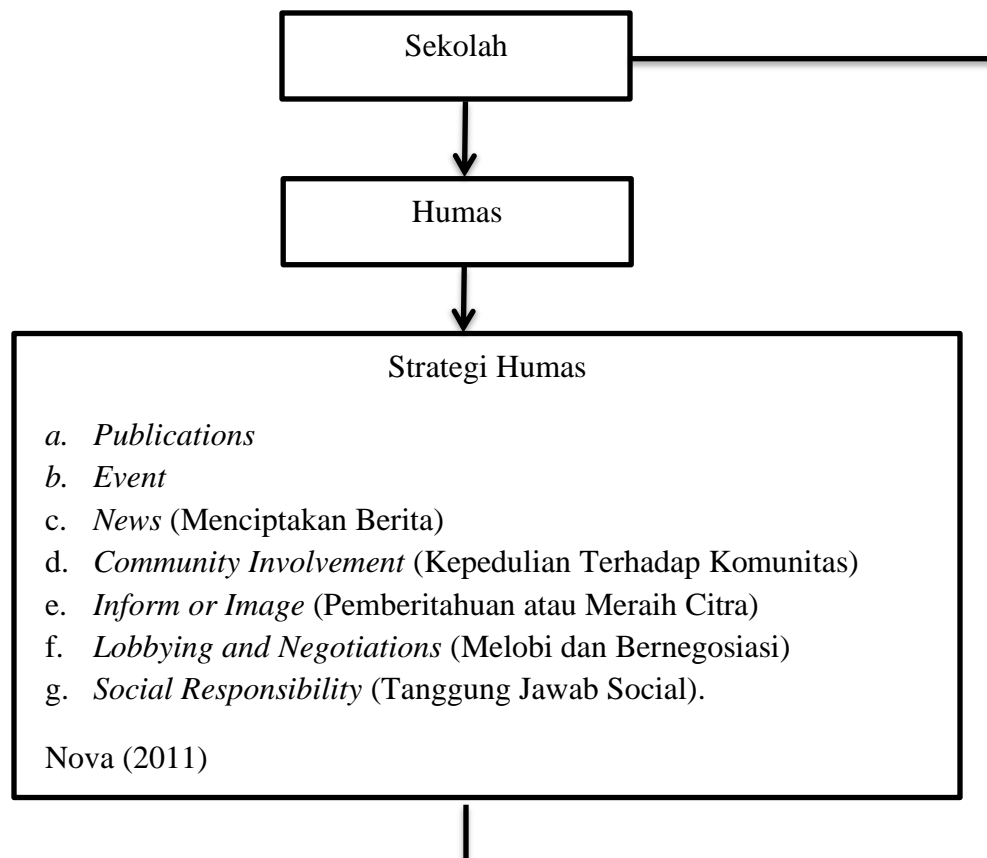 Sekolah
Humas
Strategi Humas
a. Publications
b. Event
c. News (Menciptakan Berita)
d. Community Involvement (Kepedulian Terhadap Komunitas)
e. Inform or Image (Pemberitahuan atau Meraih Citra)
f. Lobbying and Negotiations (Melobi dan Bernegosiasi)
g. Social Responsibility (Tanggung Jawab Social).
Nova (2011)